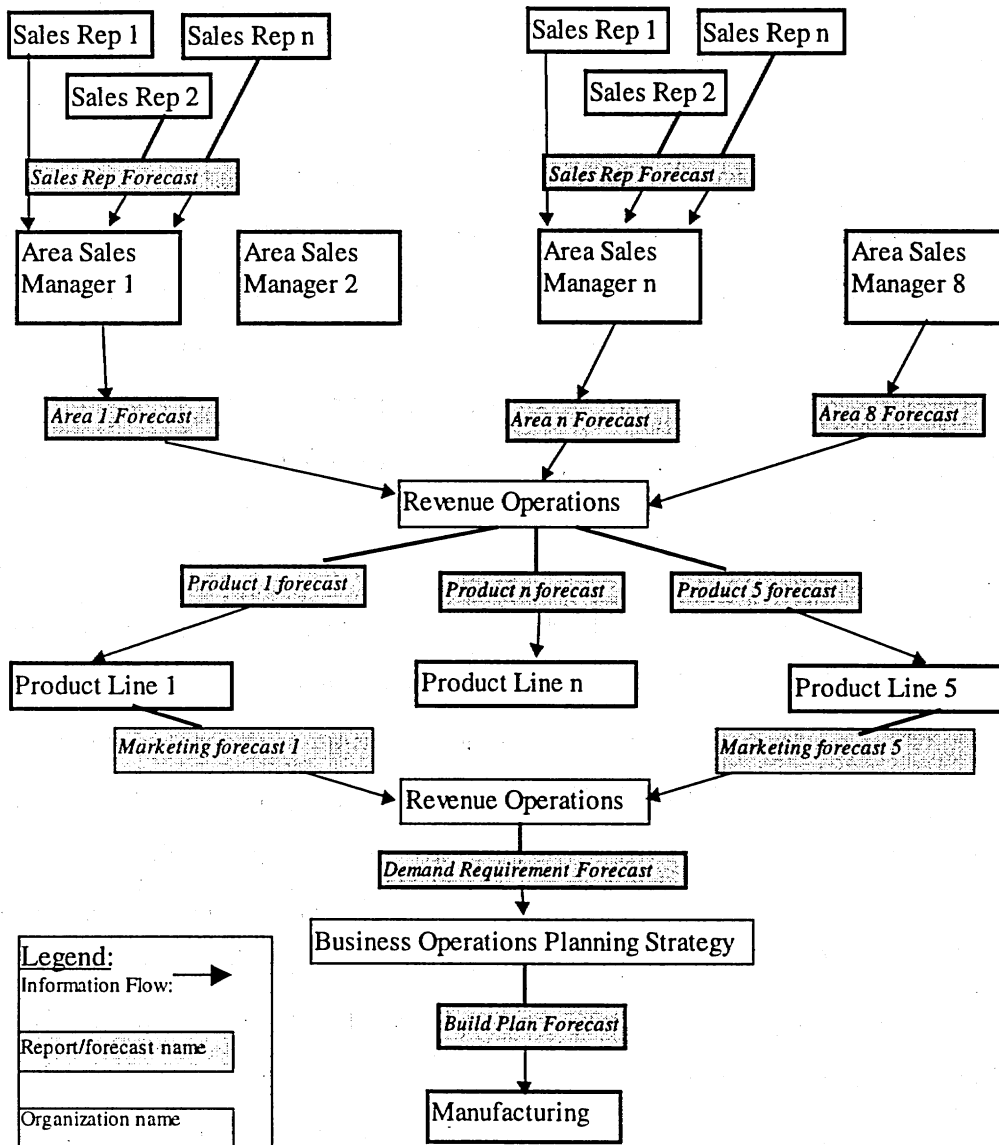 Sales Rep 1
Sales Rep n
Sales Rep 1
Sales Rep n
Sales Rep 2
Sales Rep 2
Sales Rep Forecast
Sales Rep Forecast
Area Sales
Manager 1
Area Sales
Manager 2
Area Sales
Manager n
Area Sales
Manager 8
Area 1 Forecast
Area n Forecast
Area 8 Forecast
Revenue Operations
Product 1 forecast
Product n forecast
Product 5 forecast
Product Line 1
Product Line n
Product Line 5
Marketing forecast 1
Marketing forecast 5
Revenue Operations
Demand Requirement Forecast
Business Operations Planning Strategy
Build Plan Forecast
Manufacturing
Legend:
Information Flow:
Report/forecast name
Organization name